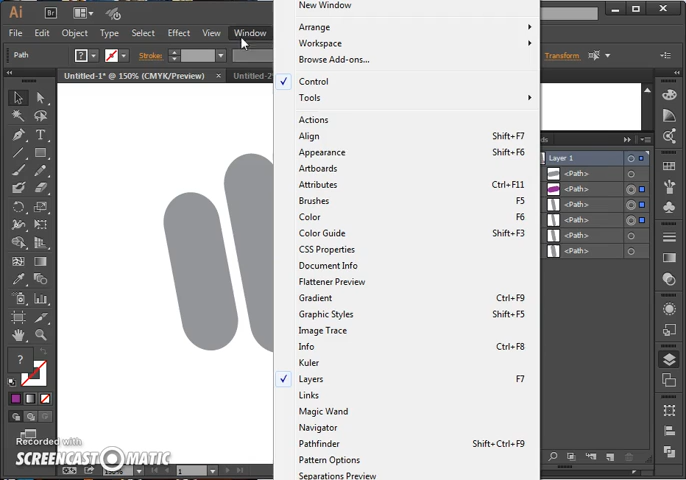 Ai
Br
File Edit Object Type Select Effect View Window
Path
?
Stroke:
Transform
Untitled-1* @ 150% (CMYK/Preview) ×
Untitled-2
New Window
Arrange
Workspace
Browse Add-ons...
Control
Tools
Actions
Align Shift+F7
Appearance Shift+F6
Artboards
Attributes Ctrl+F11
Brushes F5
Color F6
Color Guide Shift+F3
CSS Properties
Document Info
Flattener Preview
Gradient Ctrl+F9
Graphic Styles Shift+F5
Image Trace
Info Ctrl+F8
Kuler
Layers F7
Links
Magic Wand
Navigator
Pathfinder Shift+Ctrl+F9
Pattern Options
Separations Preview
Layer 1
<Path>
<Path>
<Path>
<Path>
<Path>
<Path>
T
?
1
Recorded with
SCREENCAST-O-MATIC